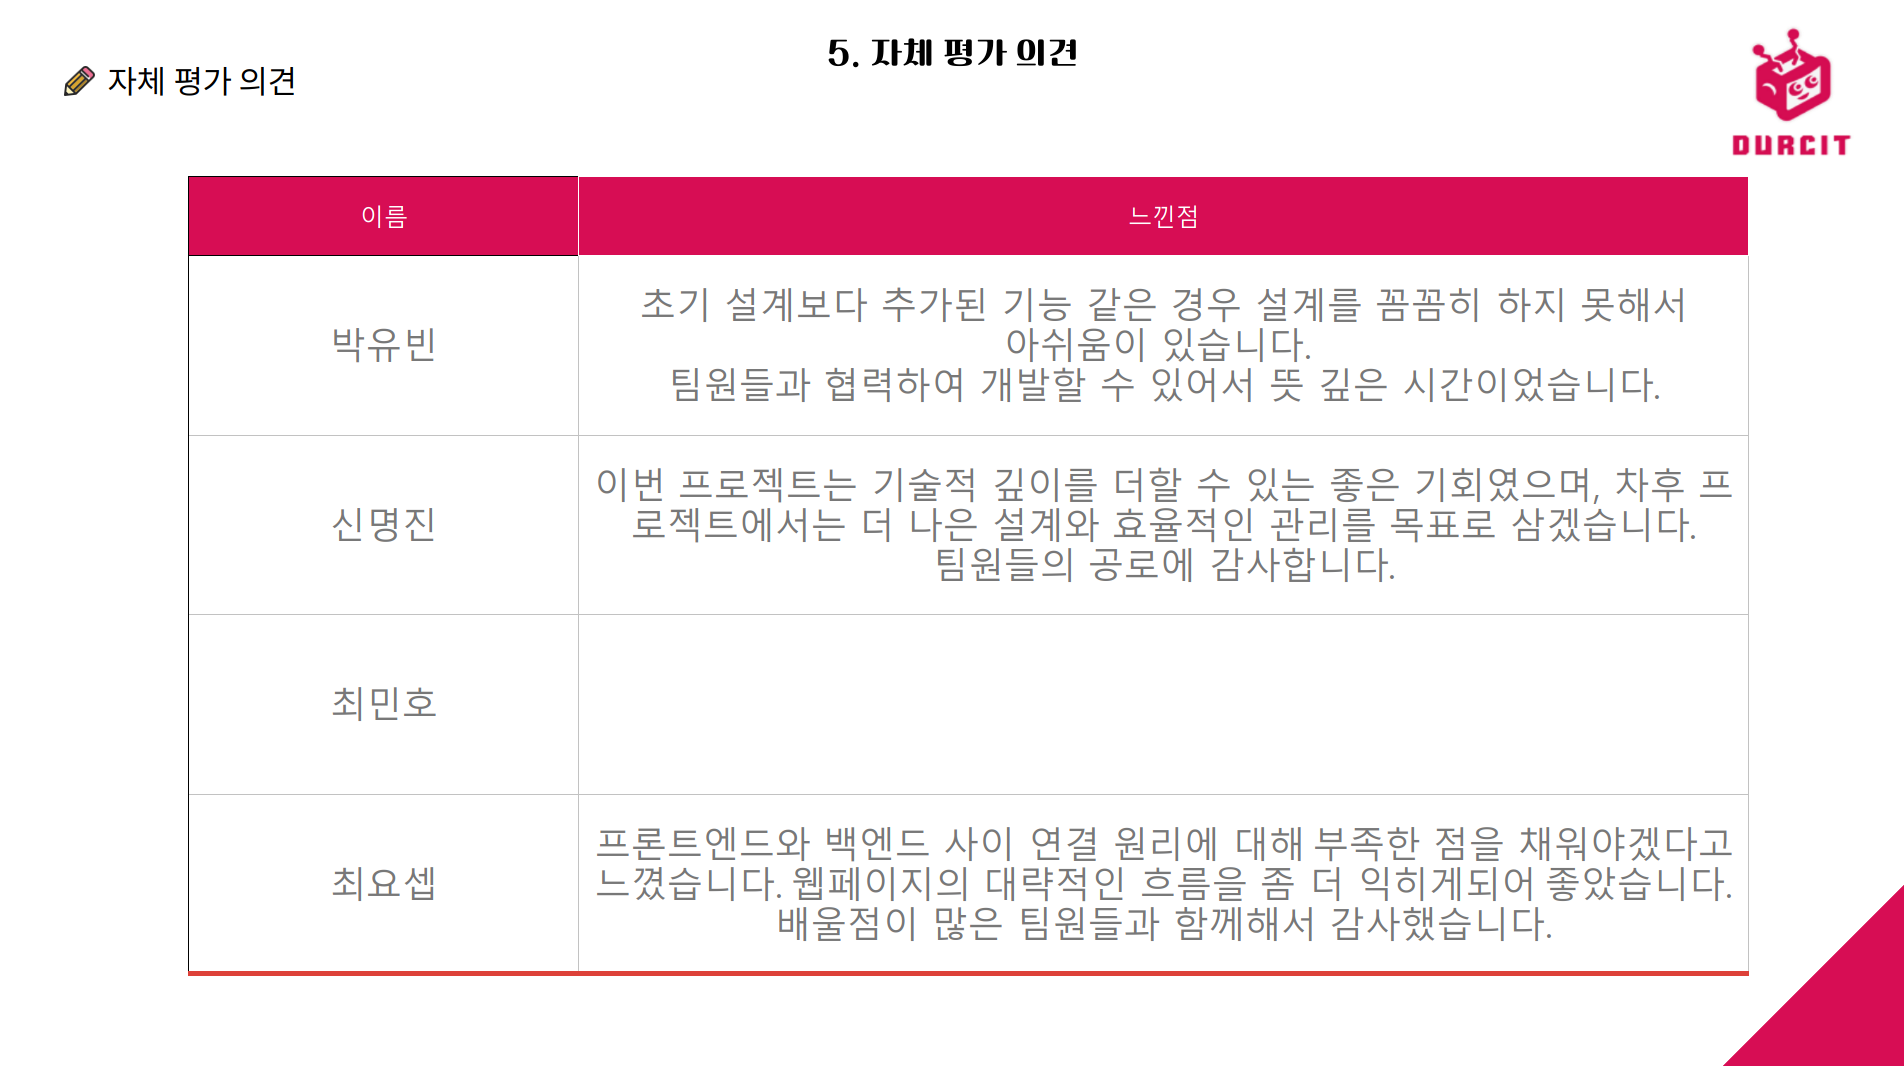 5. 자체 평가 의견
자체 평가 의견
DURCIT
이름
느낀점
박유빈
초기 설계보다 추가된 기능 같은 경우 설계를 꼼꼼히 하지 못해서
아쉬움이 있습니다.
팀원들과 협력하여 개발할 수 있어서 뜻 깊은 시간이었습니다.
신명진
이번 프로젝트는 기술적 깊이를 더할 수 있는 좋은 기회였으며, 차후 프
로젝트에서는 더 나은 설계와 효율적인 관리를 목표로 삼겠습니다.
팀원들의 공로에 감사합니다.
최민호
최요셉
프론트엔드와 백엔드 사이 연결 원리에 대해 부족한 점을 채워야겠다고
느꼈습니다. 웹페이지의 대략적인 흐름을 좀 더 익히게되어 좋았습니다.
배울점이 많은 팀원들과 함께해서 감사했습니다.